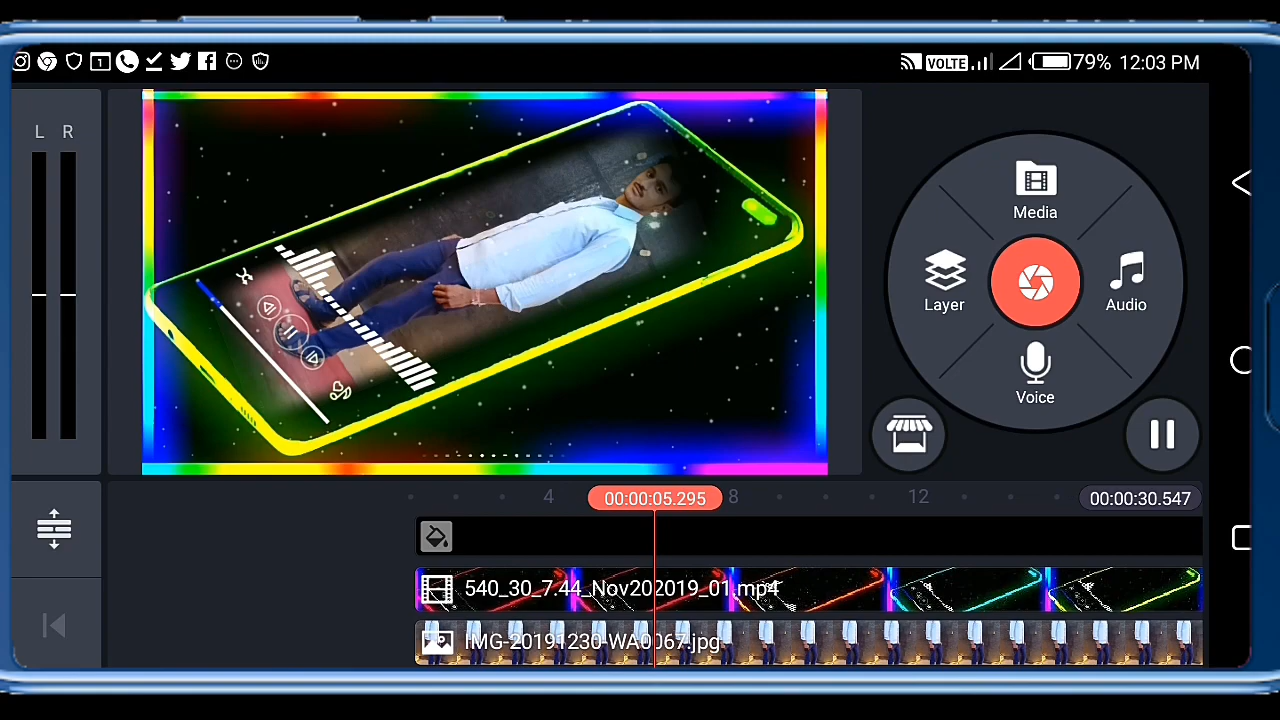 1
VOLTE
79% 12:03 PM
L R
Media
Layer
Audio
Voice
4
00:00:05.295
8
12
00:00:30.547
540_30_7.44_Nov202019_01.mp4
IMG-20191230-WA0067.jpg